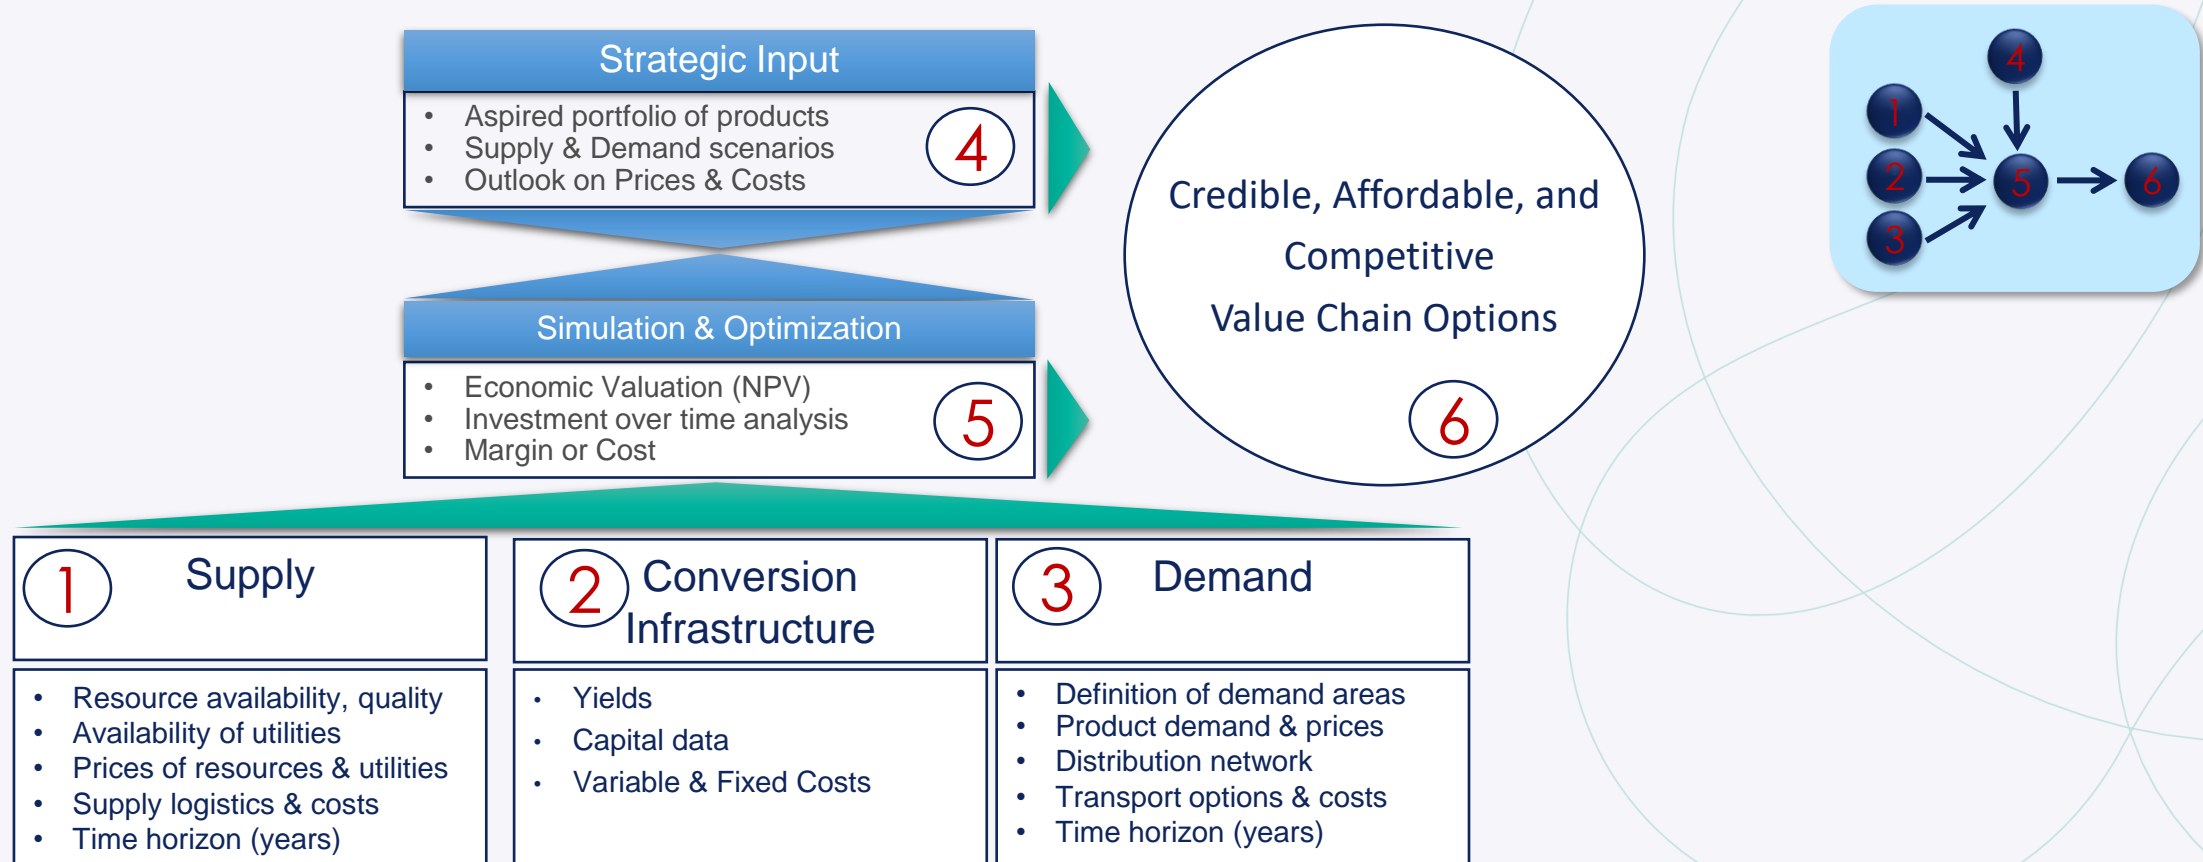 Strategic Input
• Aspired portfolio of products
• Supply & Demand scenarios
• Outlook on Prices & Costs
4
Simulation & Optimization
• Economic Valuation (NPV)
• Investment over time analysis
• Margin or Cost
5
Credible, Affordable, and
Competitive
Value Chain Options
6
4
1
2
3
5
6
1
Supply
• Resource availability, quality
• Availability of utilities
• Prices of resources & utilities
• Supply logistics & costs
• Time horizon (years)
2
Conversion
Infrastructure
• Yields
• Capital data
• Variable & Fixed Costs
3
Demand
• Definition of demand areas
• Product demand & prices
• Distribution network
• Transport options & costs
• Time horizon (years)